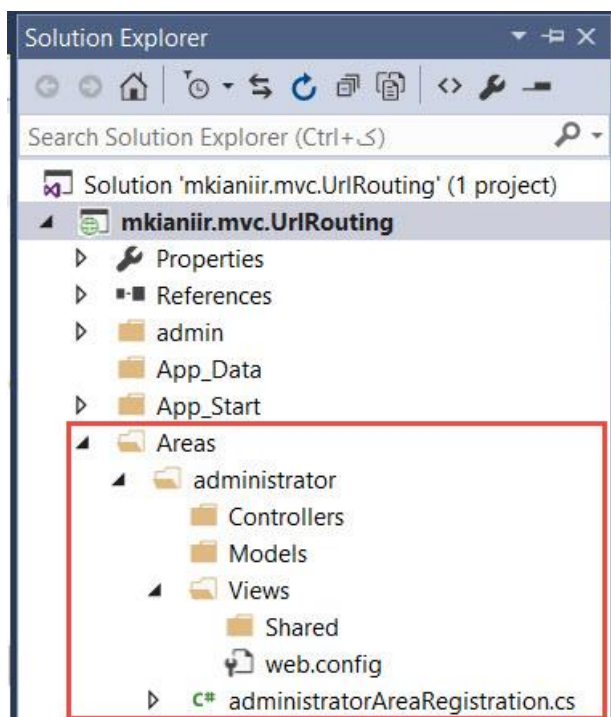 Solution Explorer
Search Solution Explorer (Ctrl+ک)
Solution 'mkianiir.mvc.UrlRouting' (1 project)
mkianiir.mvc.UrlRouting
Properties
References
admin
App_Data
App_Start
Areas
administrator
Controllers
Models
Views
Shared
web.config
C# administratorAreaRegistration.cs